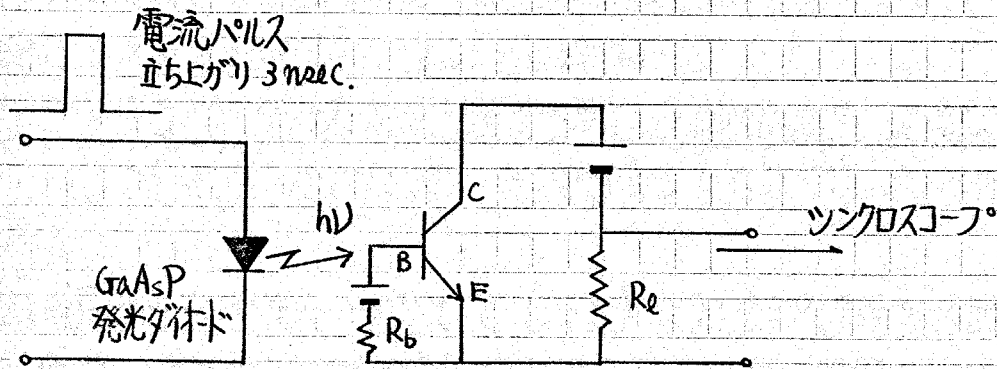 電流パルス
立ち上がり 3 nsec.
hν
C
B
E
シンクロスコープ
GaAsP
発光ダイオード
Rb
Rℓ